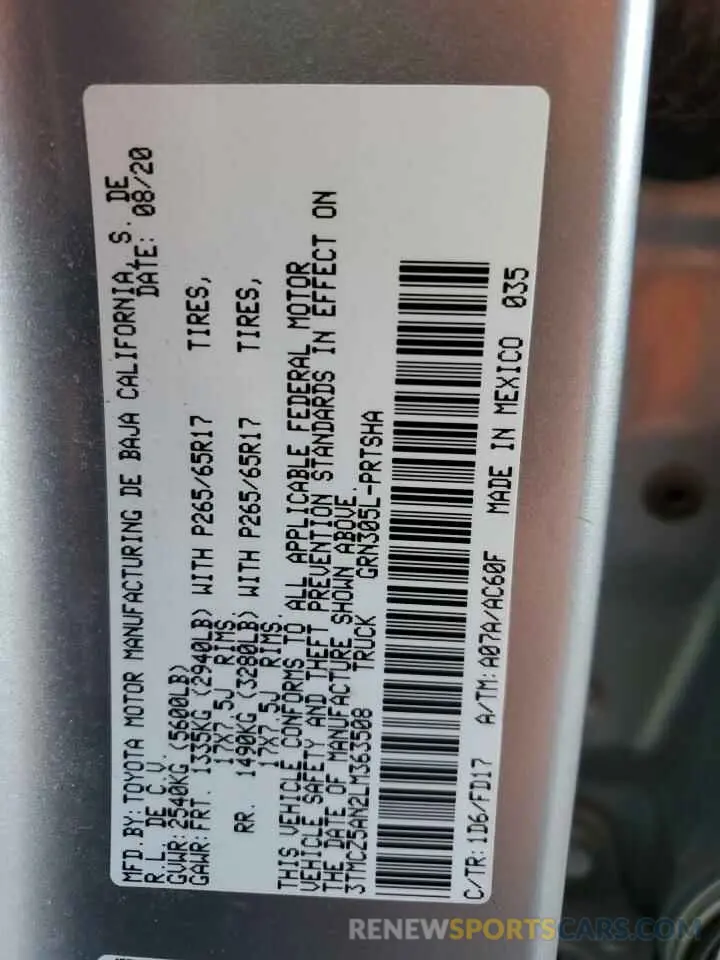 MFD.BY:TOYOTA MOTOR MANUFACTURING DE BAJA CALIFORNIA,S. DE
R.L. DE C.V. DATE: 08/20
GVWR:2540KG (5600LB)
GAWR:FRT. 1335KG (2940LB) WITH P265/65R17 TIRES,
17X7.5J RIMS,
RR. 1490KG (3280LB) WITH P265/65R17 TIRES,
17X7.5J RIMS.
THIS VEHICLE CONFORMS TO ALL APPLICABLE FEDERAL MOTOR
VEHICLE SAFETY AND THEFT PREVENTION STANDARDS IN EFFECT ON
THE DATE OF MANUFACTURE SHOWN ABOVE.
3TMCZ5AN2LM363508 TRUCK GRN305L-PRTSHA
C/TR:1D6/FD17 A/TM:A07A/AC60F MADE IN MEXICO 035
RENEWSPORTSCARS.COM